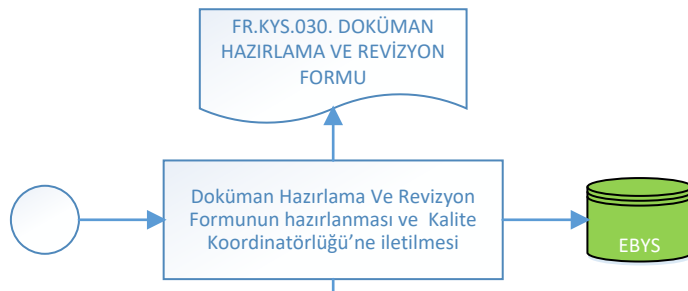 FR.KYS.030. DOKÜMAN
HAZIRLAMA VE REVİZYON
FORMU
Doküman Hazırlama Ve Revizyon
Formunun hazırlanması ve Kalite
Koordinatörlüğü’ne iletilmesi
EBYS